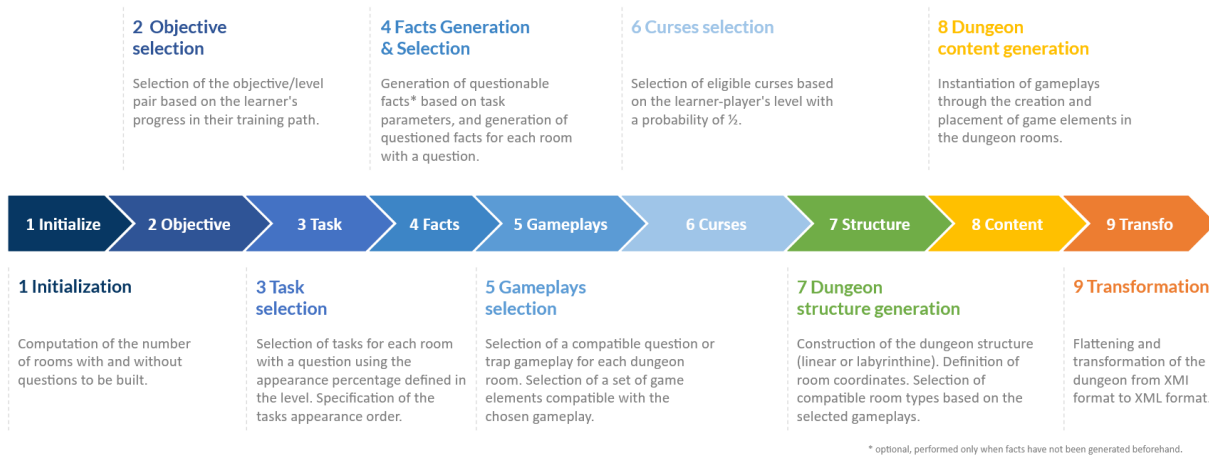 2 Objective
selection
Selection of the objective/level
pair based on the learner's
progress in their training path.
4 Facts Generation
& Selection
Generation of questionable
facts* based on task
parameters, and generation of
questioned facts for each room
with a question.
6 Curses selection
Selection of eligible curses based
on the learner-player's level with
a probability of ½.
8 Dungeon
content generation
Instantiation of gameplays
through the creation and
placement of game elements in
the dungeon rooms.
1 Initialize
2 Objective
3 Task
4 Facts
5 Gameplays
6 Curses
7 Structure
8 Content
9 Transfo
1 Initialization
Computation of the number
of rooms with and without
questions to be built.
3 Task
selection
Selection of tasks for each room
with a question using the
appearance percentage defined in
the level. Specification of the
tasks appearance order.
5 Gameplays
selection
Selection of a compatible question or
trap gameplay for each dungeon
room. Selection of a set of game
elements compatible with the
chosen gameplay.
7 Dungeon
structure generation
Construction of the dungeon structure
(linear or labyrinthine). Definition of
room coordinates. Selection of
compatible room types based on the
selected gameplays.
9 Transformation
Flattening and
transformation of the
dungeon from XMI
format to XML format.
* optional, performed only when facts have not been generated beforehand.